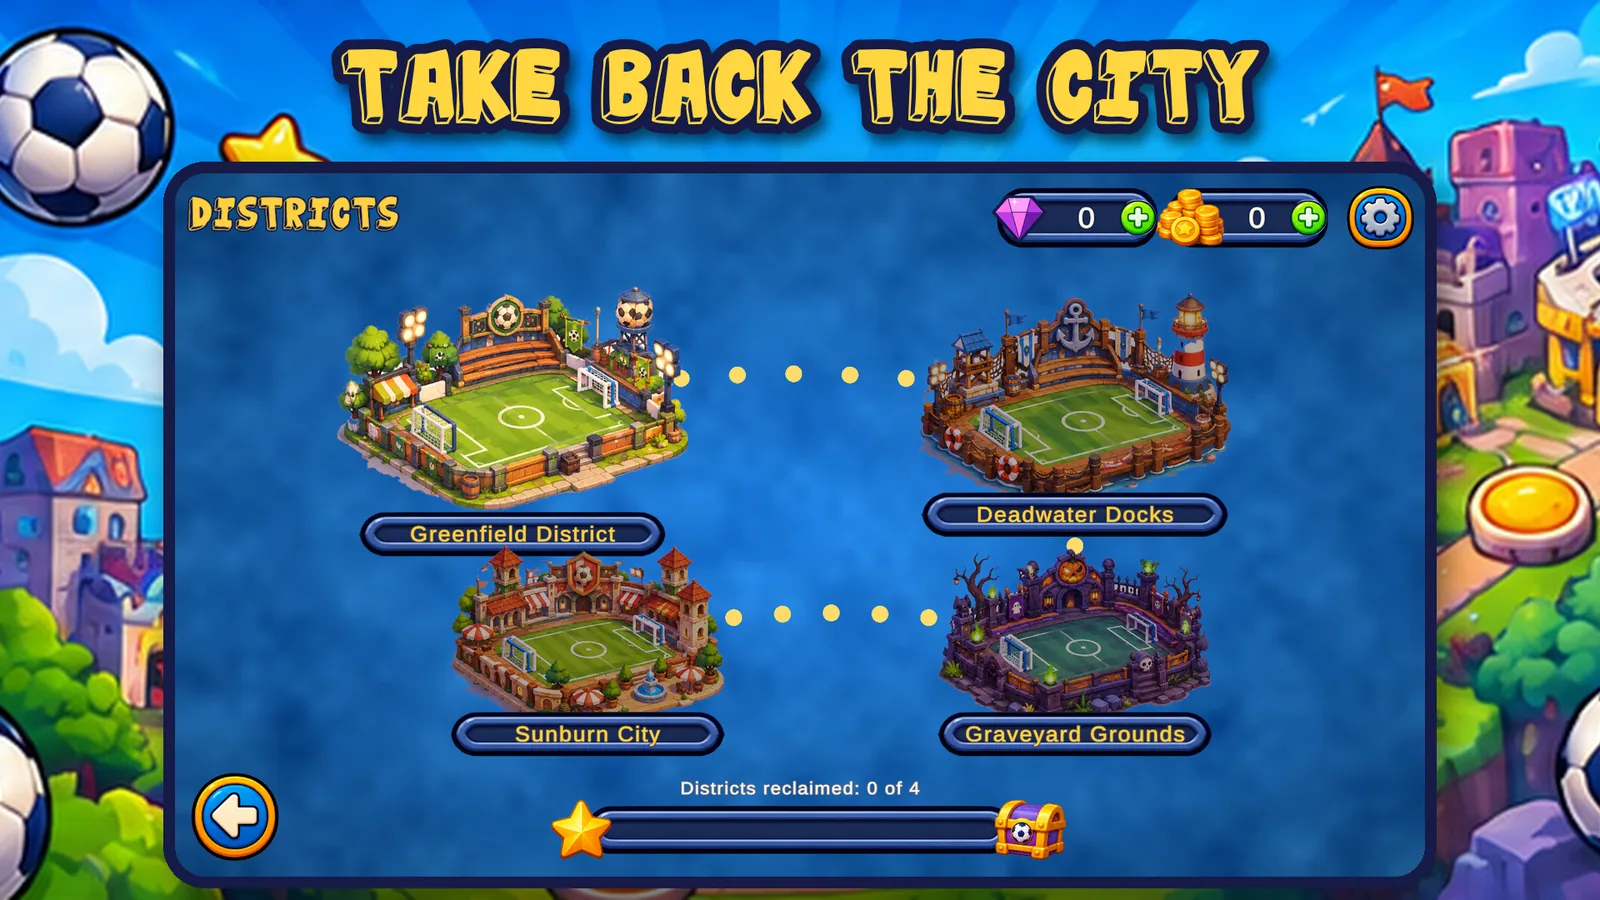 TAKE BACK THE CITY
DISTRICTS
0
0
Greenfield District
Deadwater Docks
Sunburn City
Graveyard Grounds
Districts reclaimed: 0 of 4